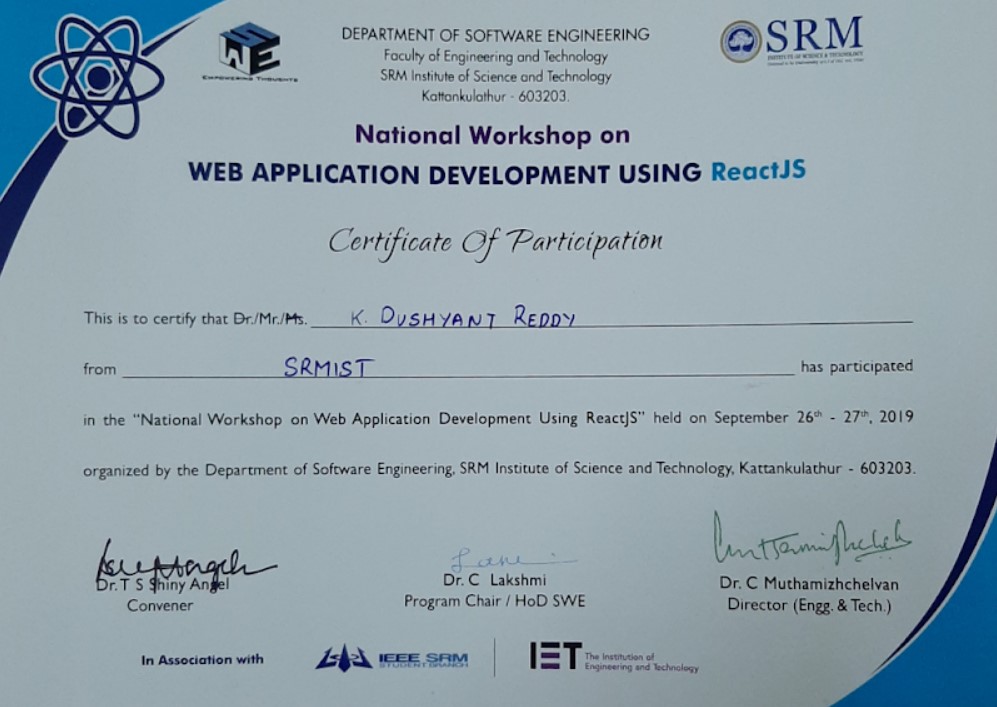 SWE
EMPOWERING THOUGHTS
DEPARTMENT OF SOFTWARE ENGINEERING
Faculty of Engineering and Technology
SRM Institute of Science and Technology
Kattankulathur - 603203.
SRM
INSTITUTE OF SCIENCE & TECHNOLOGY
National Workshop on
WEB APPLICATION DEVELOPMENT USING ReactJS
Certificate Of Participation
This is to certify that Dr./Mr./Ms. K. DUSHYANT REDDY
from SRMIST has participated
in the "National Workshop on Web Application Development Using ReactJS" held on September 26th - 27th, 2019
organized by the Department of Software Engineering, SRM Institute of Science and Technology, Kattankulathur - 603203.
Dr. T S Shiny Angel
Convener
Dr. C Lakshmi
Program Chair / HoD SWE
Dr. C Muthamizhchelvan
Director (Engg. & Tech.)
In Association with
IEEE SRM
STUDENT BRANCH
IET
The Institution of
Engineering and Technology